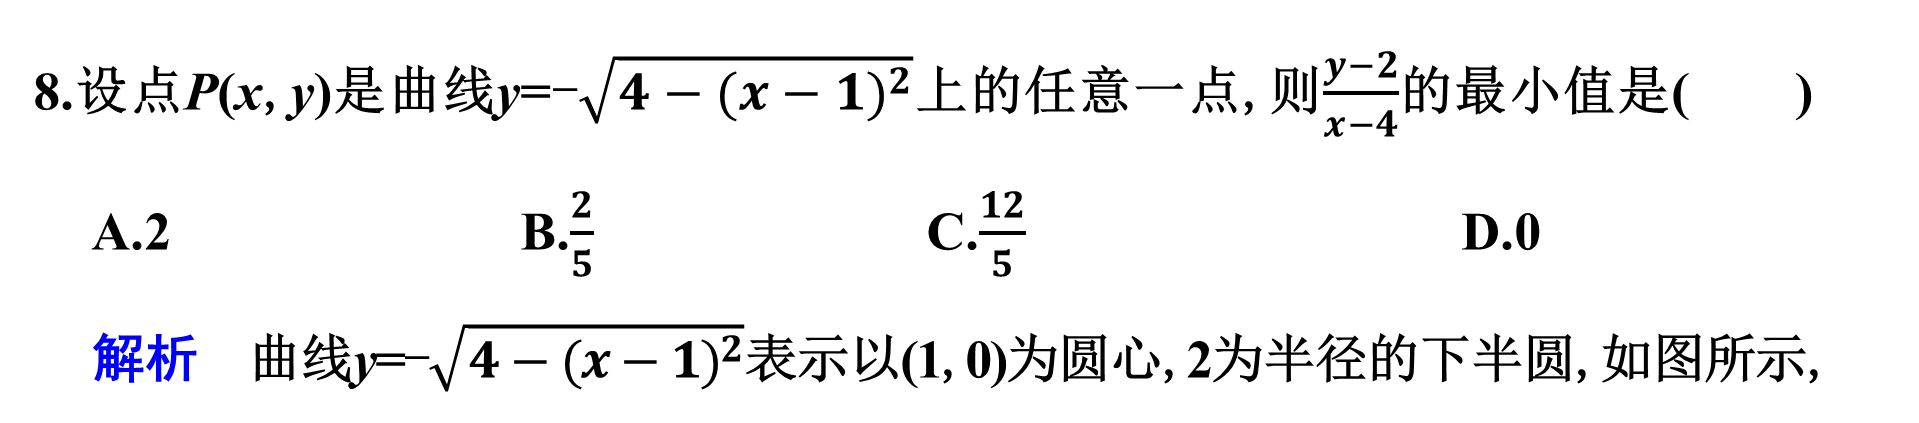 8.设点P(x, y)是曲线y=-√(4 − (x − 1)²)上的任意一点, 则(y−2)/(x−4)的最小值是(  )
A.2 B.2/5 C.12/5 D.0
解析 曲线y=-√(4 − (x − 1)²)表示以(1, 0)为圆心, 2为半径的下半圆, 如图所示,